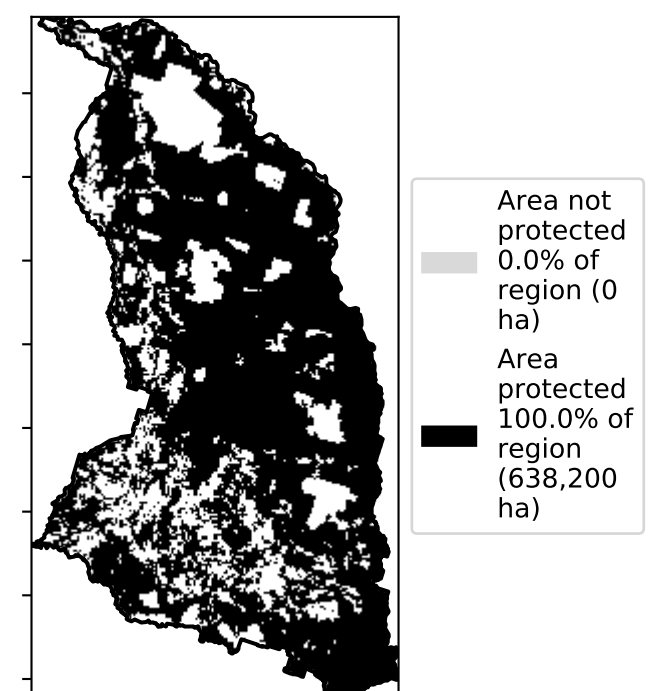 Area not
protected
0.0% of
region (0
ha)
Area
protected
100.0% of
region
(638,200
ha)